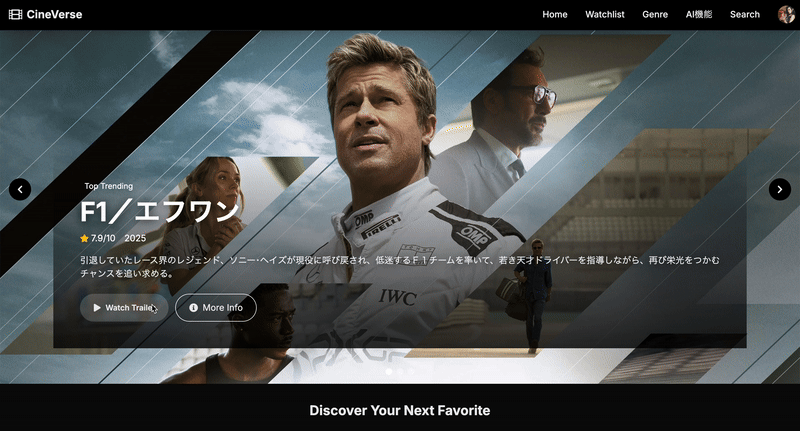 CineVerse
Home Watchlist Genre AI機能 Search
OMP
PIRELLI
OMP
IWC
Top Trending
F1/エフワン
7.9/10 2025
引退していたレース界のレジェンド、ソニー・ヘイズが現役に呼び戻され、低迷するF1チームを率いて、若き天才ドライバーを指導しながら、再び栄光をつかむ
チャンスを追い求める。
Watch Trailer
More Info
Discover Your Next Favorite